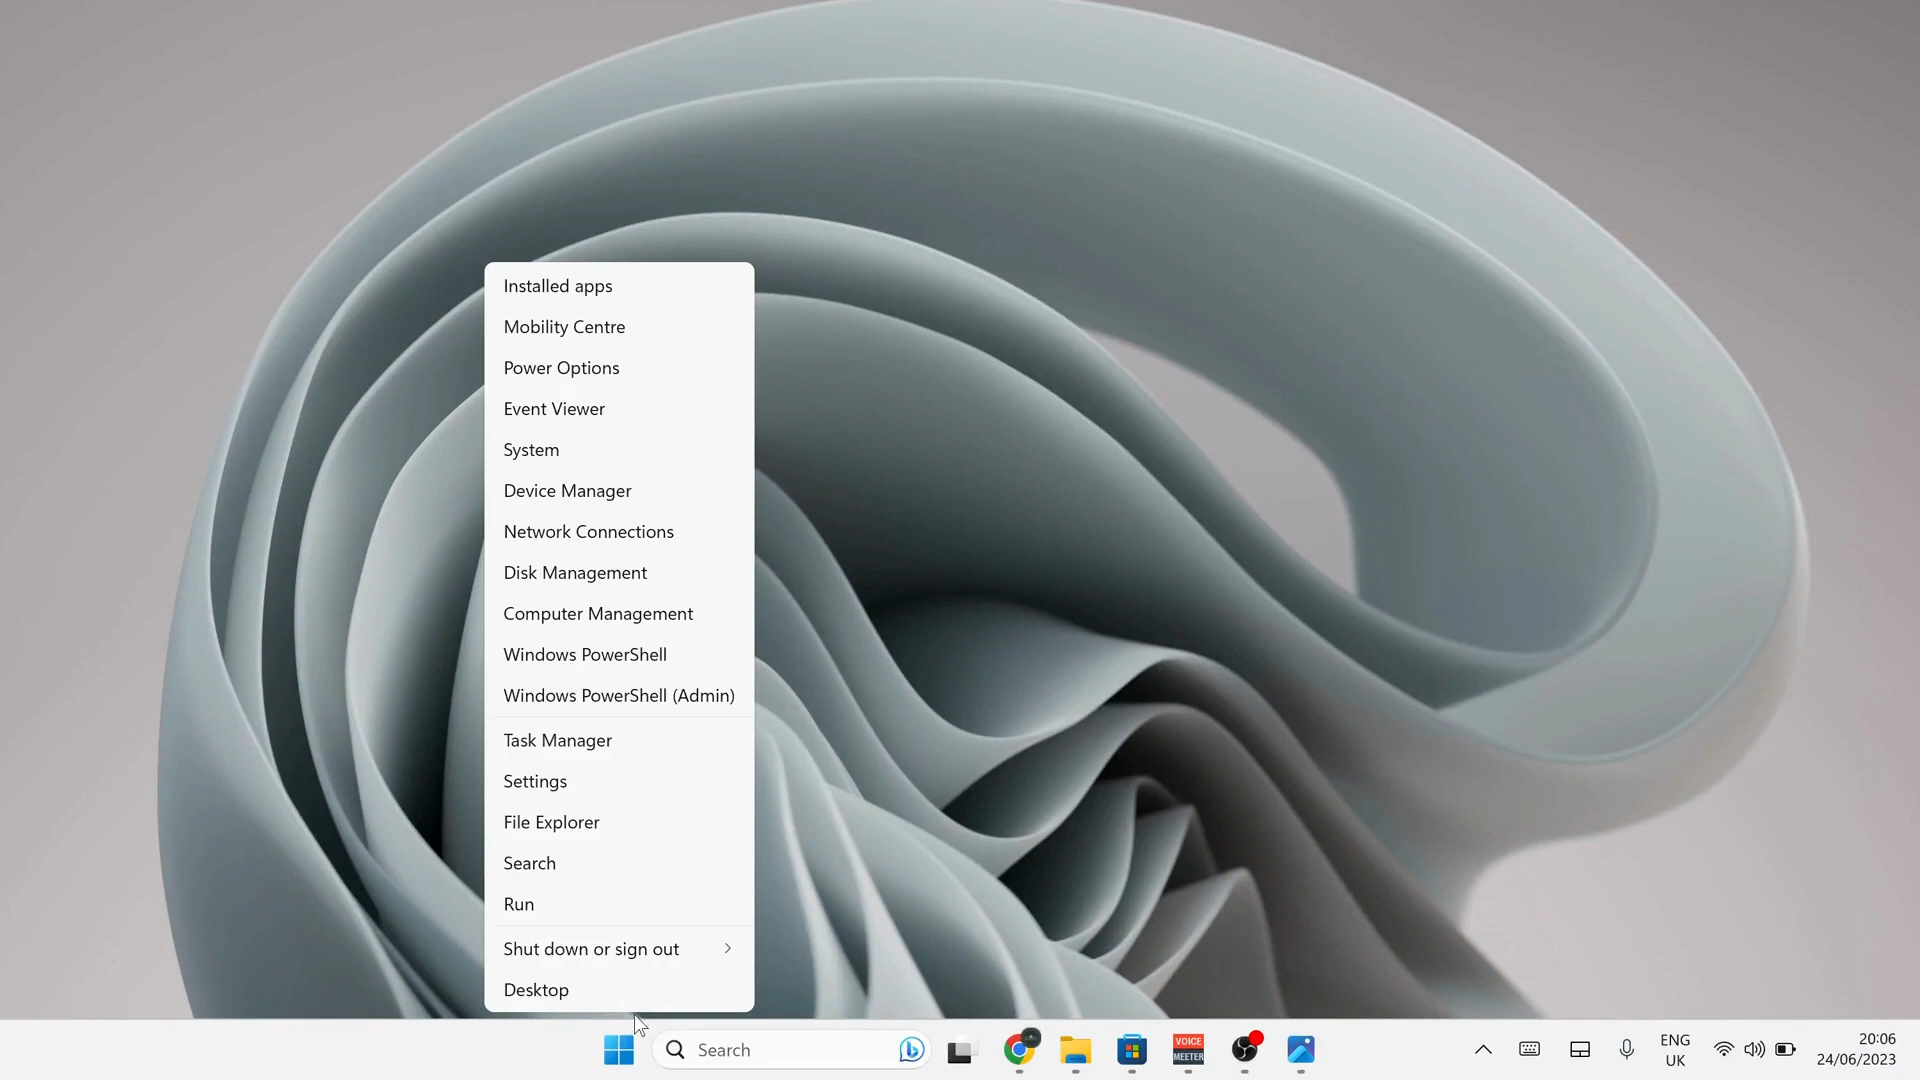 Installed apps
Mobility Centre
Power Options
Event Viewer
System
Device Manager
Network Connections
Disk Management
Computer Management
Windows PowerShell
Windows PowerShell (Admin)
Task Manager
Settings
File Explorer
Search
Run
Shut down or sign out
Desktop
Search
VOICE
MEETER
ENG
UK
20:06
24/06/2023